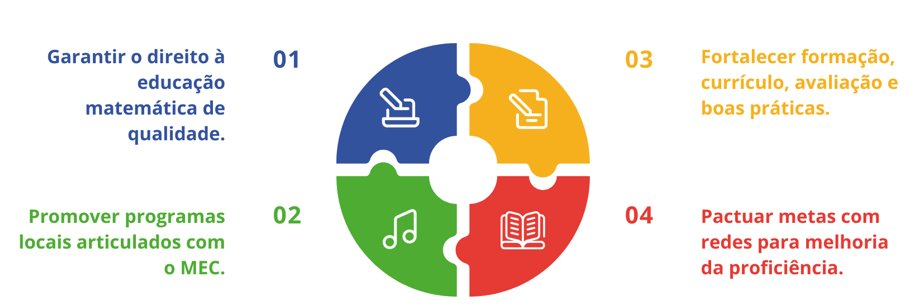 01
Garantir o direito à
educação
matemática de
qualidade.
02
Promover programas
locais articulados com
o MEC.
03
Fortalecer formação,
currículo, avaliação e
boas práticas.
04
Pactuar metas com
redes para melhoria
da proficiência.